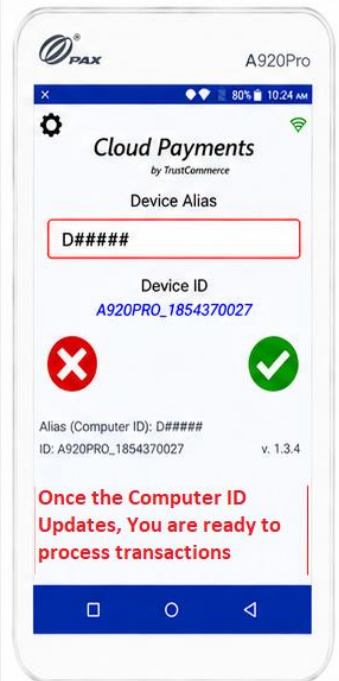 PAX
A920Pro
80% 10:24 AM
Cloud Payments
by TrustCommerce
Device Alias
D#####
Device ID
A920PRO_1854370027
Alias (Computer ID): D#####
ID: A920PRO_1854370027 v. 1.3.4
Once the Computer ID
Updates, You are ready to
process transactions